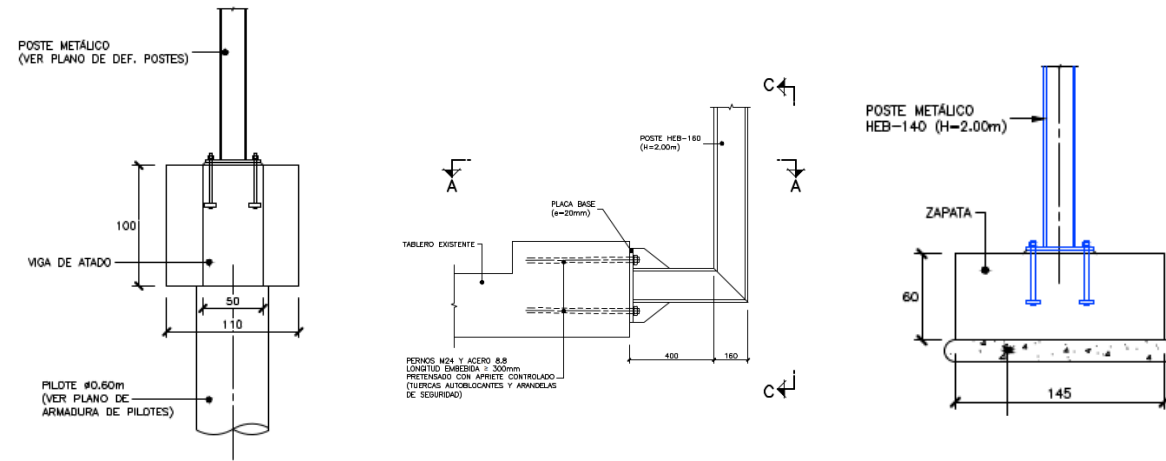 POSTE METÁLICO
(VER PLANO DE DEF. POSTES)
100
VIGA DE ATADO
50
110
PILOTE Ø0.60m
(VER PLANO DE
ARMADURA DE PILOTES)
C
POSTE HEB-160
(H=2.00m)
A
A
PLACA BASE
(e=20mm)
TABLERO EXISTENTE
400
160
PERNOS M24 Y ACERO 8.8
LONGITUD EMBEBIDA ≥ 300mm
PRETENSADO CON APRIETE CONTROLADO
(TUERCAS AUTOBLOCANTES Y ARANDELAS
DE SEGURIDAD)
C
POSTE METÁLICO
HEB-140 (H=2.00m)
ZAPATA
60
145